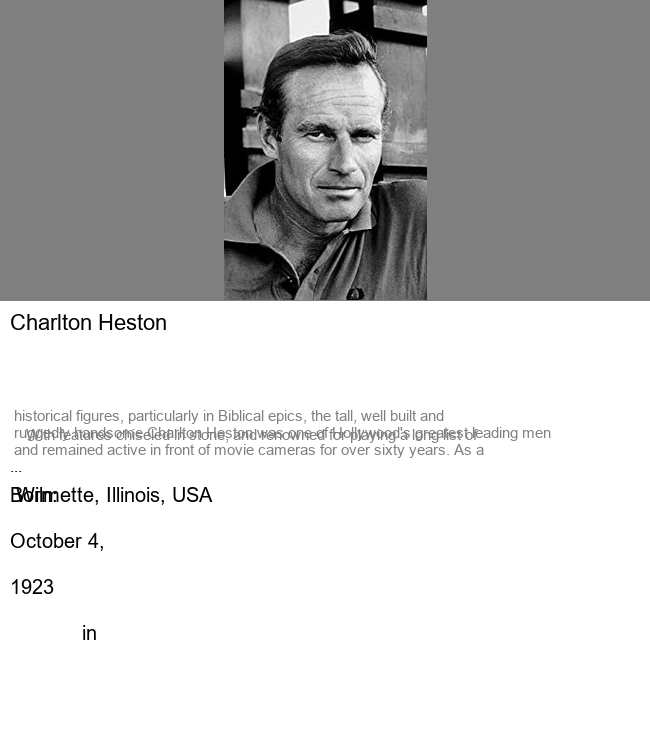 Charlton Heston
historical figures, particularly in Biblical epics, the tall, well built and
ruggedly handsome Charlton Heston was one of Hollywood's greatest leading men
With features chiseled in stone, and renowned for playing a long list of
and remained active in front of movie cameras for over sixty years. As a
...
Born:
Wilmette, Illinois, USA
October 4,
1923
in